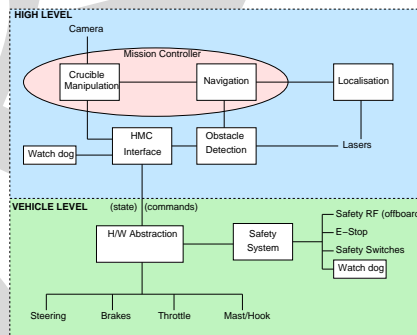 HIGH LEVEL
Camera
Mission Controller
Crucible
Manipulation
Navigation
Localisation
HMC
Interface
Obstacle
Detection
Lasers
Watch dog
VEHICLE LEVEL
(state) (commands)
H/W Abstraction
Safety
System
Safety RF (offboard
E−Stop
Safety Switches
Watch dog
Steering
Brakes
Throttle
Mast/Hook